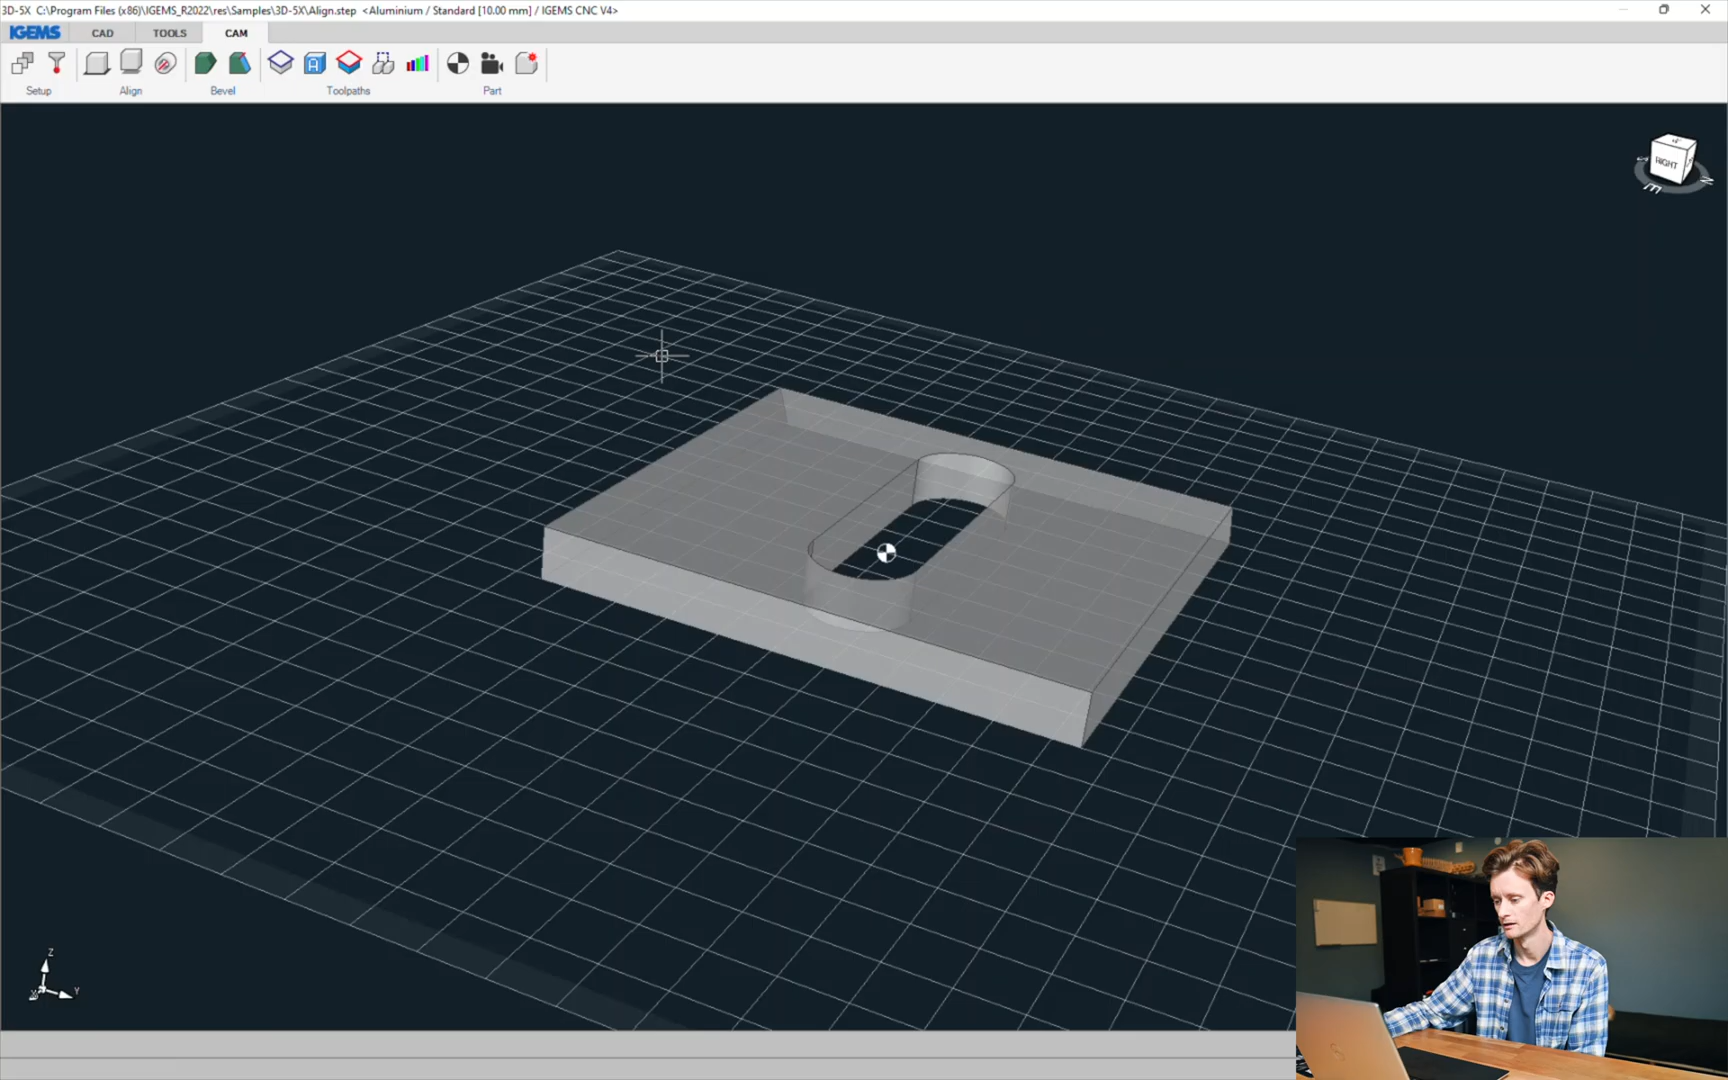 3D-5X C:\Program Files (x86)\IGEMS_R2022\res\Samples\3D-5X\Align.step <Aluminium / Standard [10.00 mm] / IGEMS CNC V4>
IGEMS CAD TOOLS CAM
Setup Align Bevel Toolpaths Part
RIGHT
S E N
Z
Y